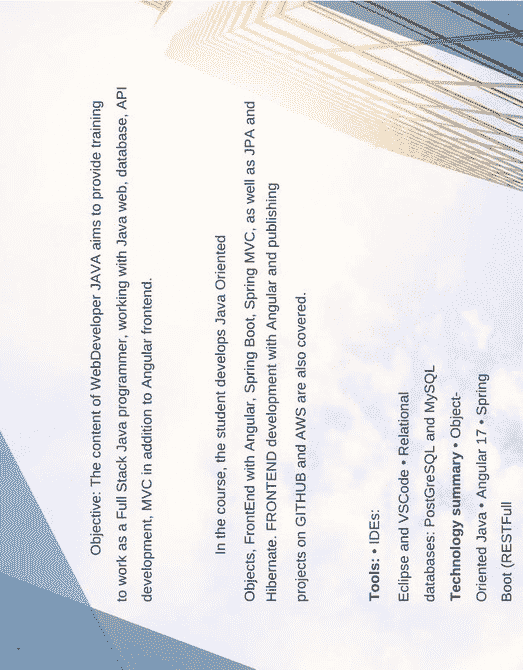 Objective: The content of WebDeveloper JAVA aims to provide training
to work as a Full Stack Java programmer, working with Java web, database, API
development, MVC in addition to Angular frontend.
In the course, the student develops Java Oriented
Objects, FrontEnd with Angular, Spring Boot, Spring MVC, as well as JPA and
Hibernate. FRONTEND development with Angular and publishing
projects on GITHUB and AWS are also covered.
Tools: • IDEs:
Eclipse and VSCode • Relational
databases: PostGreSQL and MySQL
Technology summary • Object-
Oriented Java • Angular 17 • Spring
Boot (RESTFull